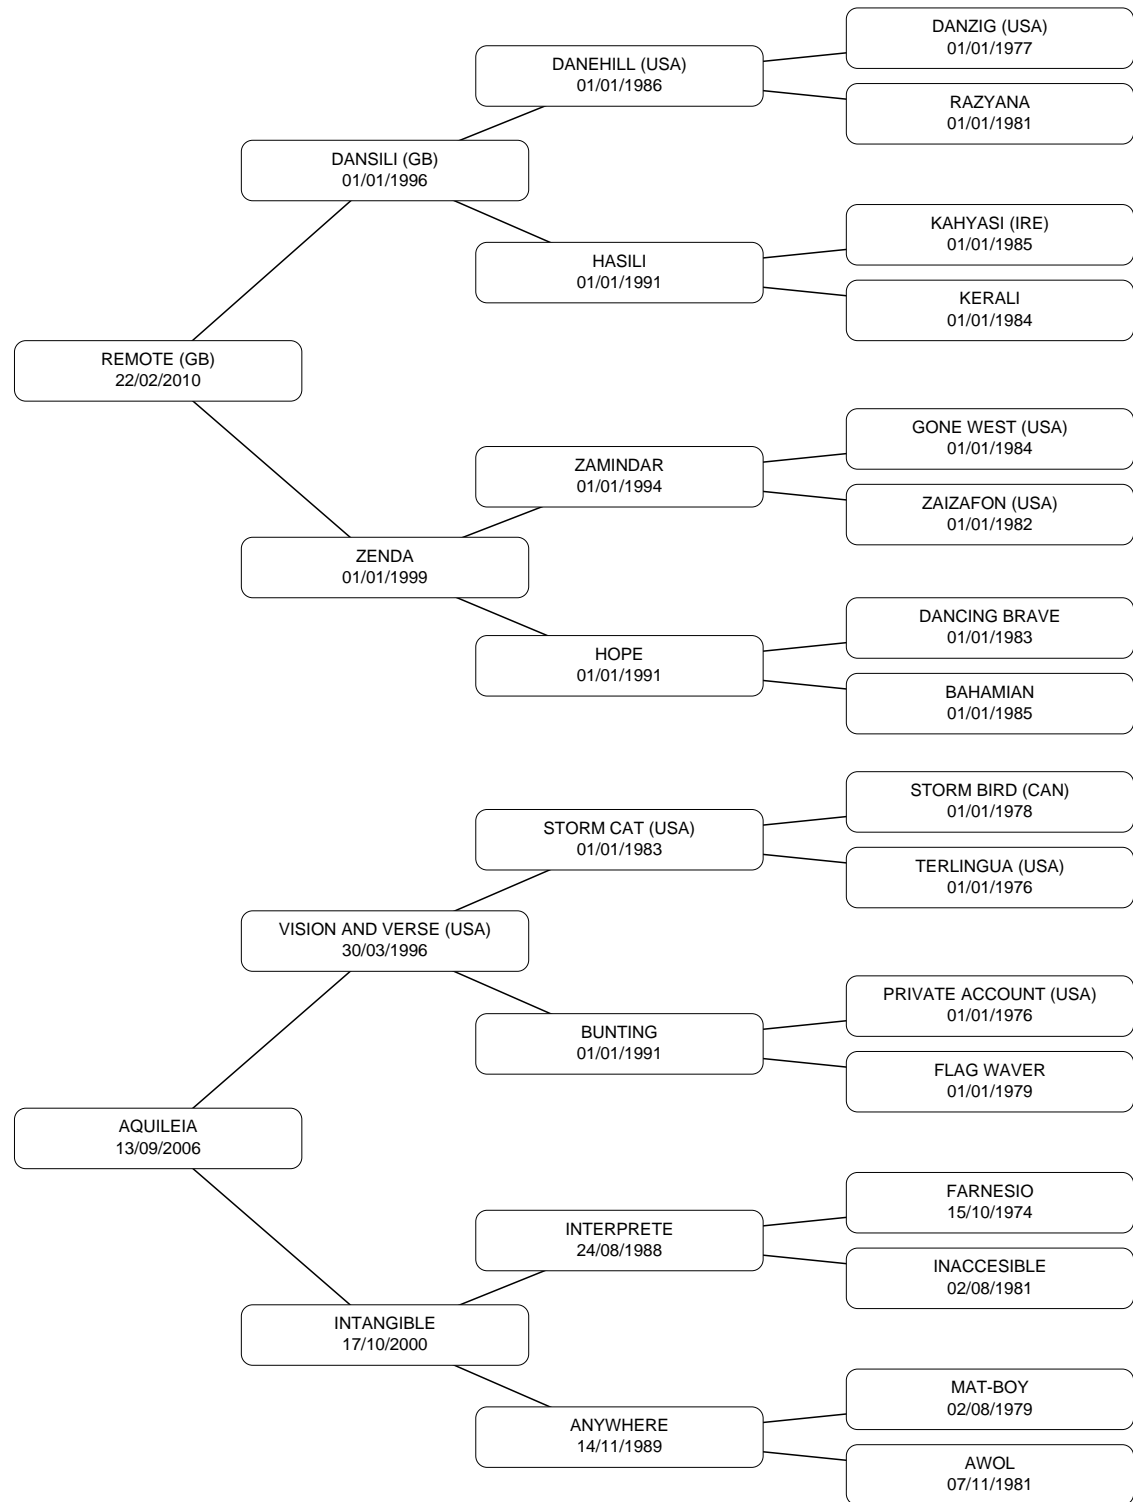 DANZIG (USA)
01/01/1977
DANEHILL (USA)
01/01/1986
RAZYANA
01/01/1981
DANSILI (GB)
01/01/1996
KAHYASI (IRE)
01/01/1985
HASILI
01/01/1991
KERALI
01/01/1984
REMOTE (GB)
22/02/2010
GONE WEST (USA)
01/01/1984
ZAMINDAR
01/01/1994
ZAIZAFON (USA)
01/01/1982
ZENDA
01/01/1999
DANCING BRAVE
01/01/1983
HOPE
01/01/1991
BAHAMIAN
01/01/1985
STORM BIRD (CAN)
01/01/1978
STORM CAT (USA)
01/01/1983
TERLINGUA (USA)
01/01/1976
VISION AND VERSE (USA)
30/03/1996
PRIVATE ACCOUNT (USA)
01/01/1976
BUNTING
01/01/1991
FLAG WAVER
01/01/1979
AQUILEIA
13/09/2006
FARNESIO
15/10/1974
INTERPRETE
24/08/1988
INACCESIBLE
02/08/1981
INTANGIBLE
17/10/2000
MAT-BOY
02/08/1979
ANYWHERE
14/11/1989
AWOL
07/11/1981